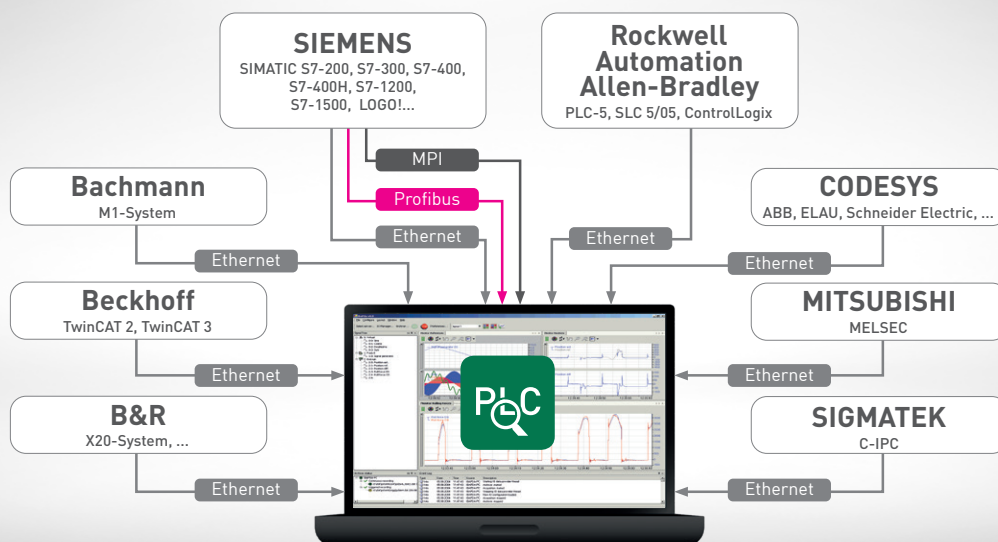 SIEMENS
SIMATIC S7-200, S7-300, S7-400,
S7-400H, S7-1200,
S7-1500, LOGO!...
Rockwell
Automation
Allen-Bradley
PLC-5, SLC 5/05, ControlLogix
MPI
Profibus
Ethernet
Ethernet
Bachmann
M1-System
Ethernet
CODESYS
ABB, ELAU, Schneider Electric, ...
Ethernet
Beckhoff
TwinCAT 2, TwinCAT 3
Ethernet
MITSUBISHI
MELSEC
Ethernet
B&R
X20-System, ...
Ethernet
SIGMATEK
C-IPC
Ethernet
PLC